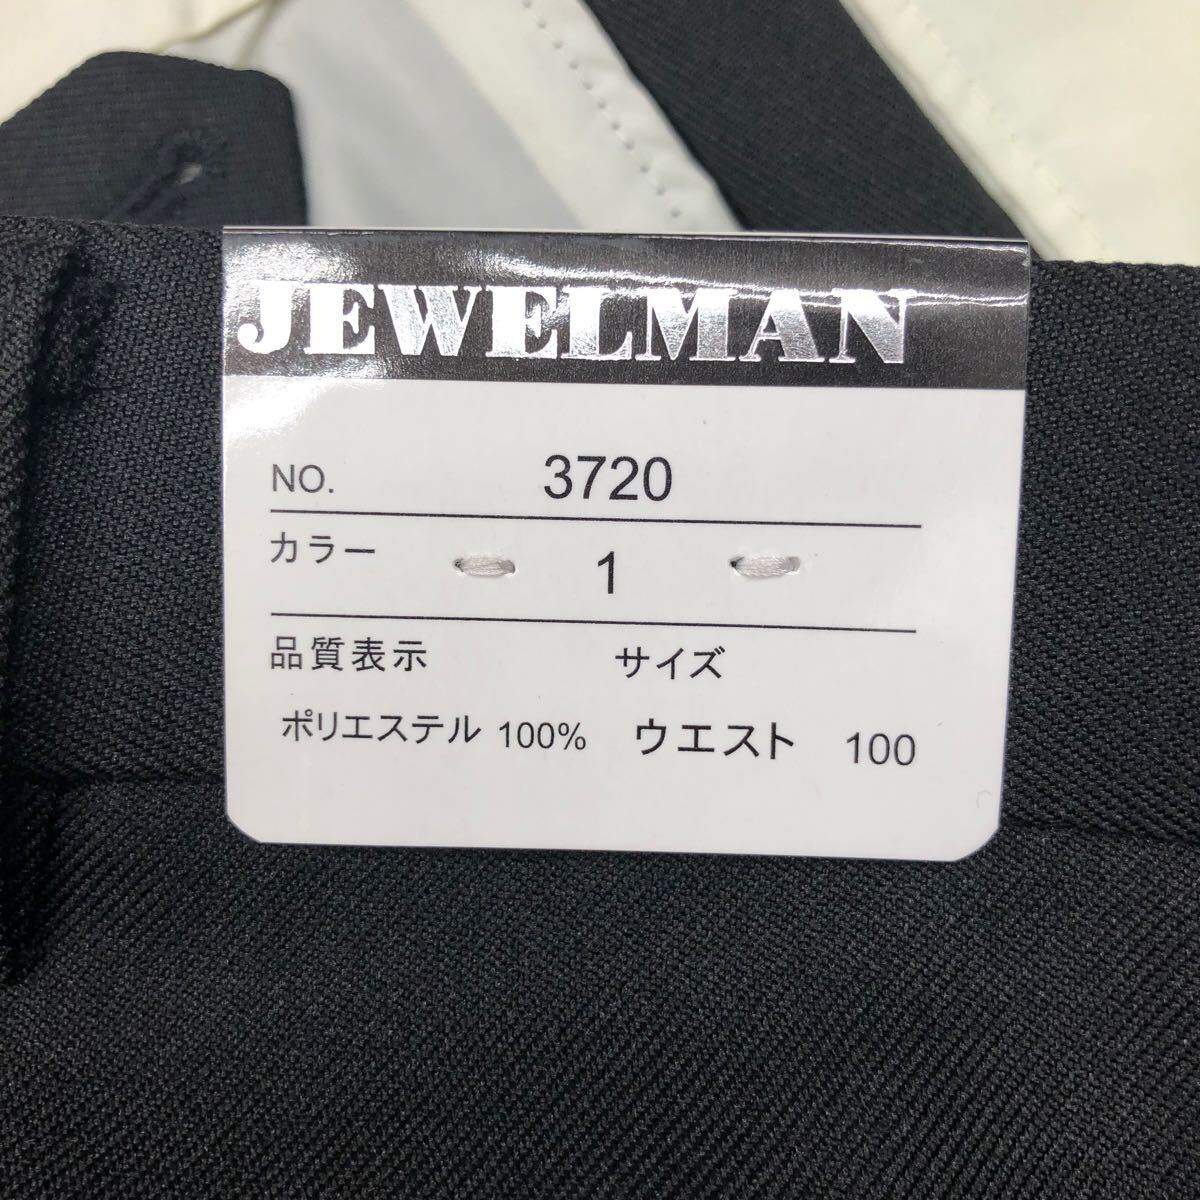 JEWELMAN
NO. 3720
カラー 1
品質表示 サイズ
ポリエステル 100% ウエスト 100